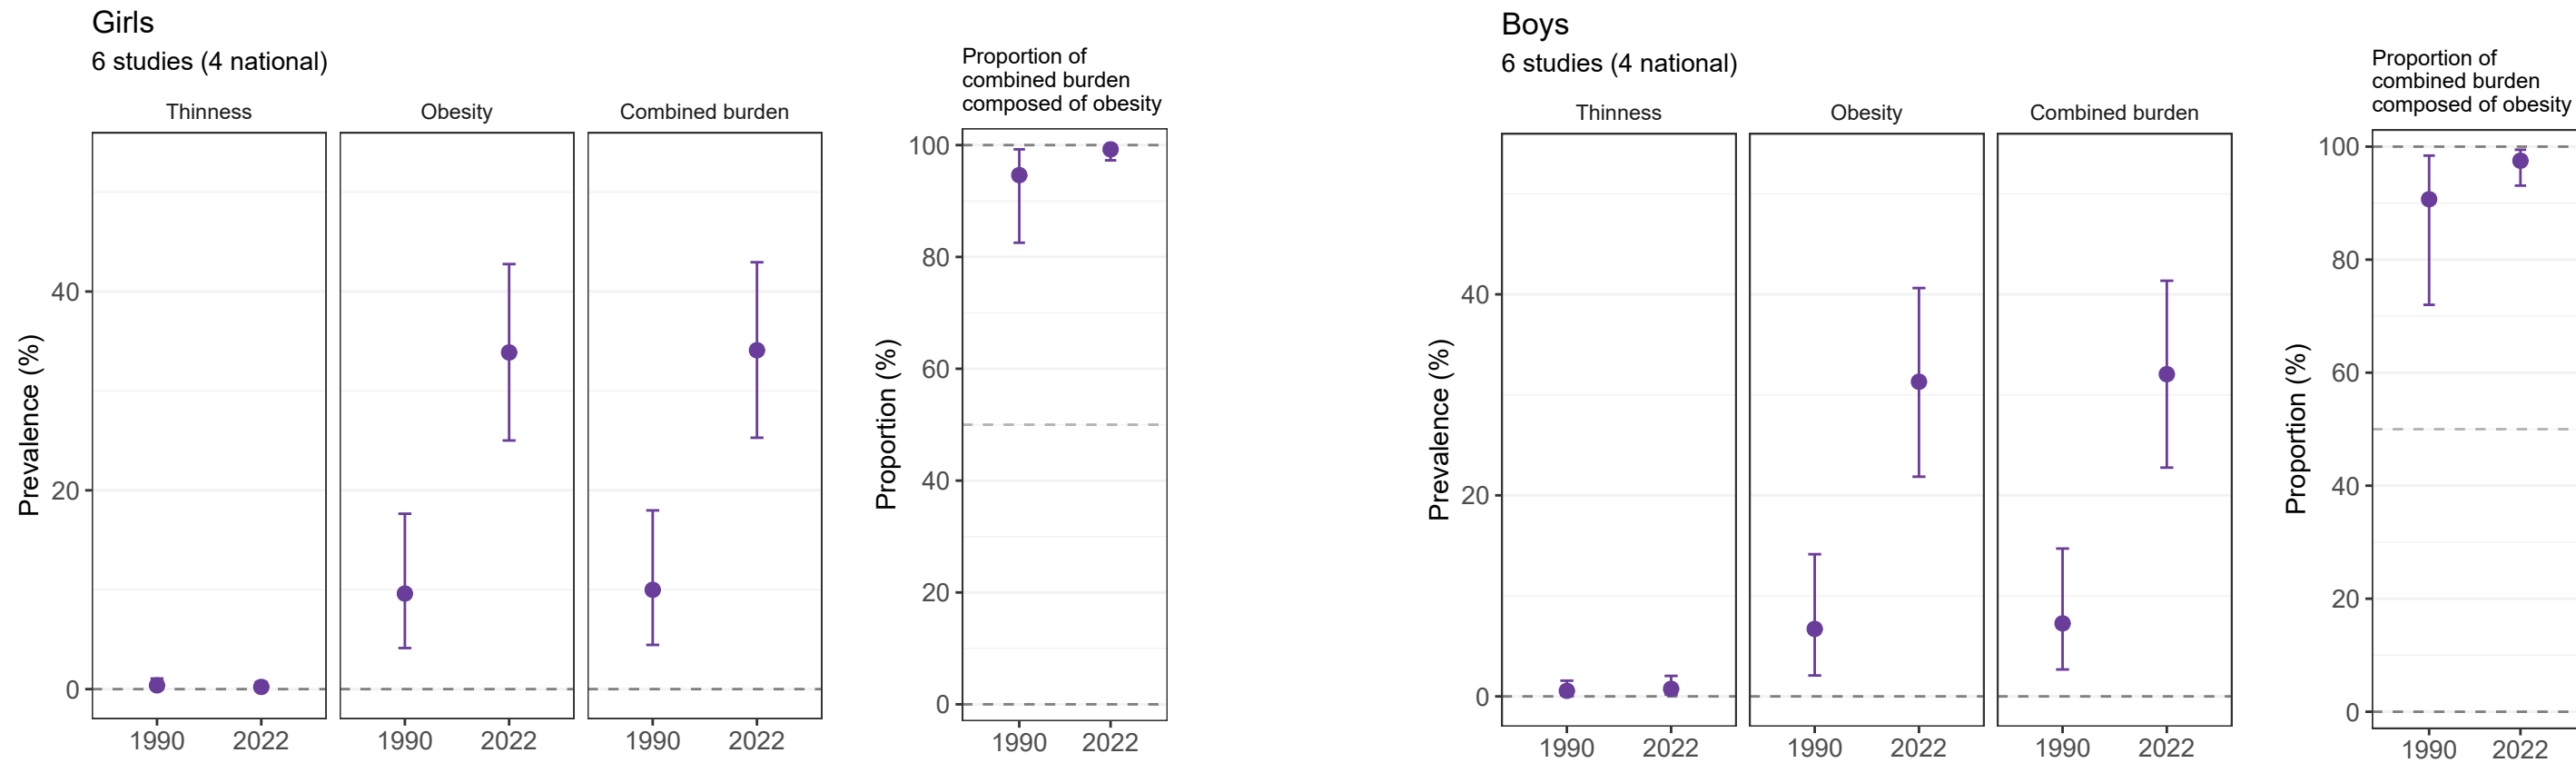 Girls
6 studies (4 national)
Thinness
Obesity
Combined burden
Prevalence (%)
40
20
0
1990 2022
1990 2022
1990 2022
Proportion of
combined burden
composed of obesity
Proportion (%)
100
80
60
40
20
0
1990 2022
Boys
6 studies (4 national)
Thinness
Obesity
Combined burden
Prevalence (%)
40
20
0
1990 2022
1990 2022
1990 2022
Proportion of
combined burden
composed of obesity
Proportion (%)
100
80
60
40
20
0
1990 2022